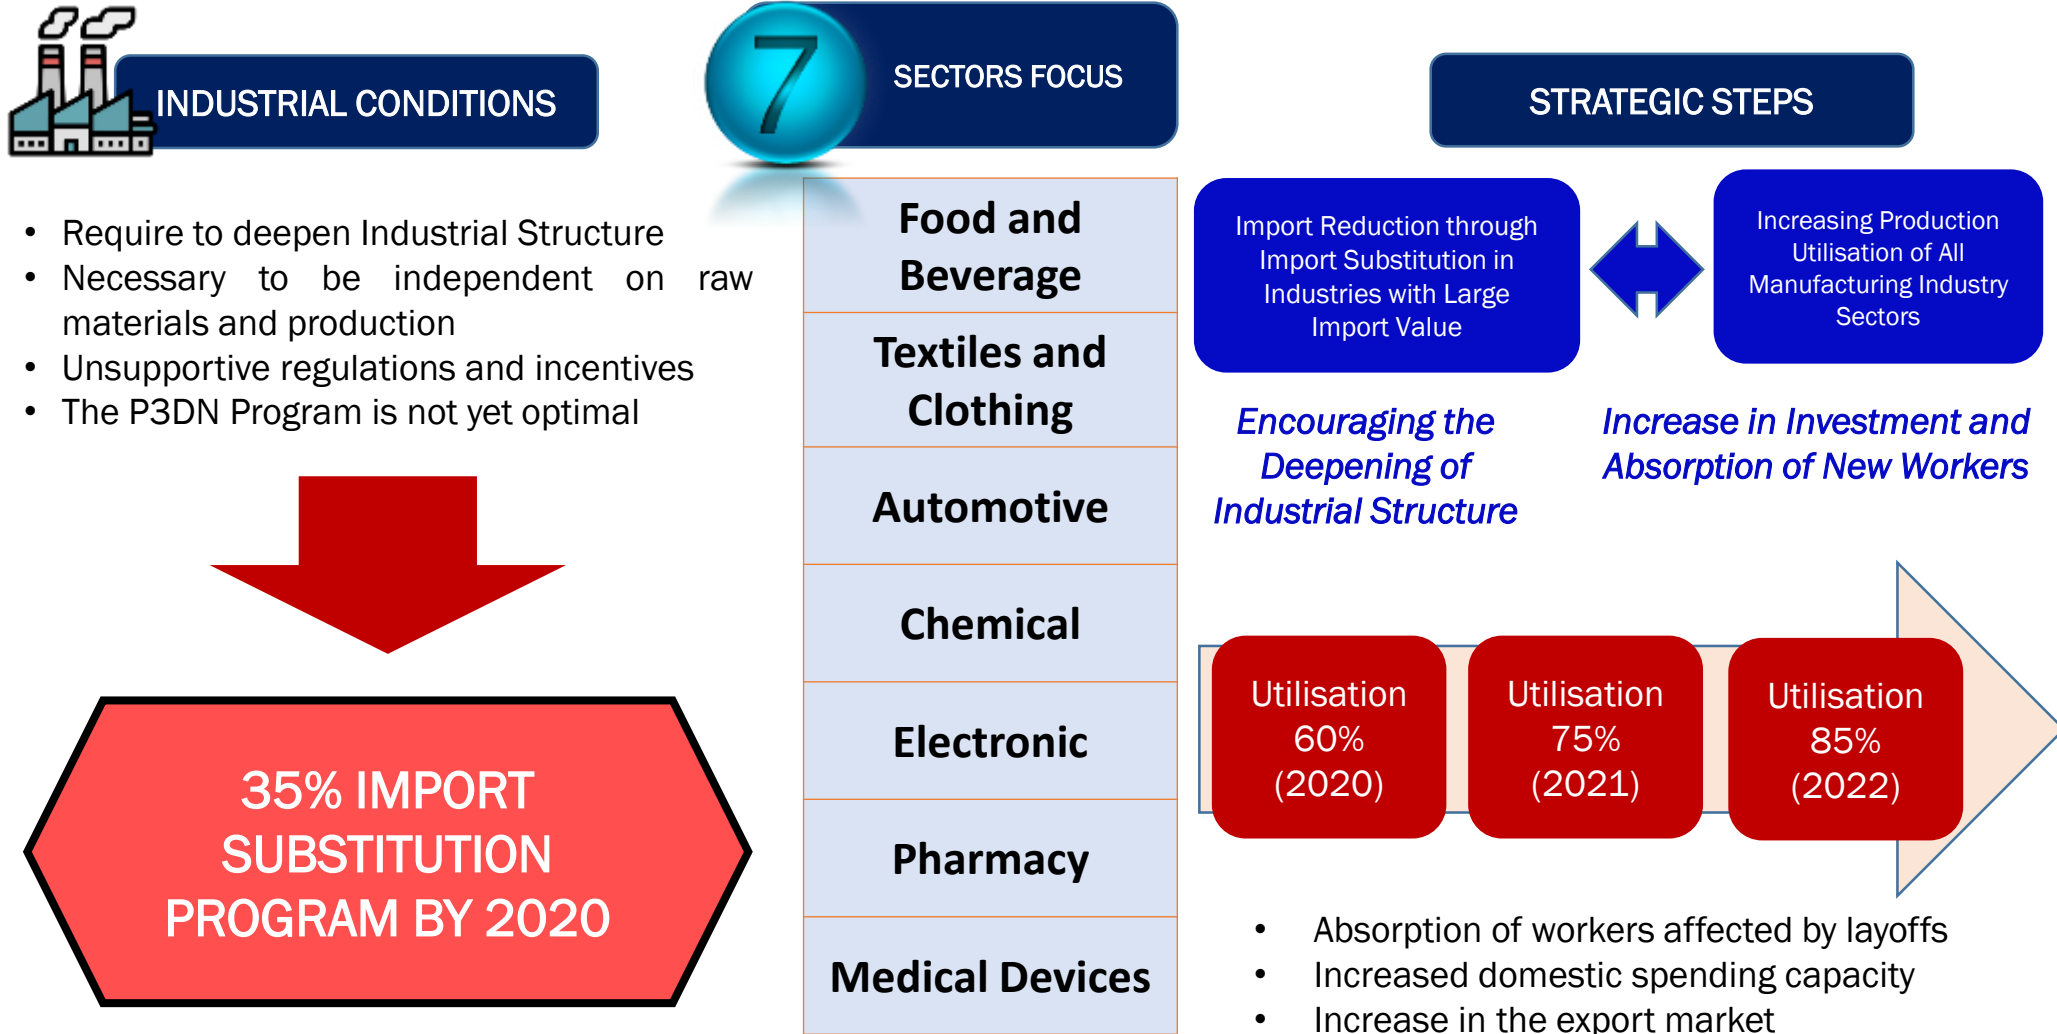 INDUSTRIAL CONDITIONS
• Require to deepen Industrial Structure
• Necessary to be independent on raw
materials and production
• Unsupportive regulations and incentives
• The P3DN Program is not yet optimal
35% IMPORT
SUBSTITUTION
PROGRAM BY 2020
7
SECTORS FOCUS
Food and
Beverage
Textiles and
Clothing
Automotive
Chemical
Electronic
Pharmacy
Medical Devices
STRATEGIC STEPS
Import Reduction through
Import Substitution in
Industries with Large
Import Value
Increasing Production
Utilisation of All
Manufacturing Industry
Sectors
Encouraging the
Deepening of
Industrial Structure
Increase in Investment and
Absorption of New Workers
Utilisation
60%
(2020)
Utilisation
75%
(2021)
Utilisation
85%
(2022)
• Absorption of workers affected by layoffs
• Increased domestic spending capacity
• Increase in the export market